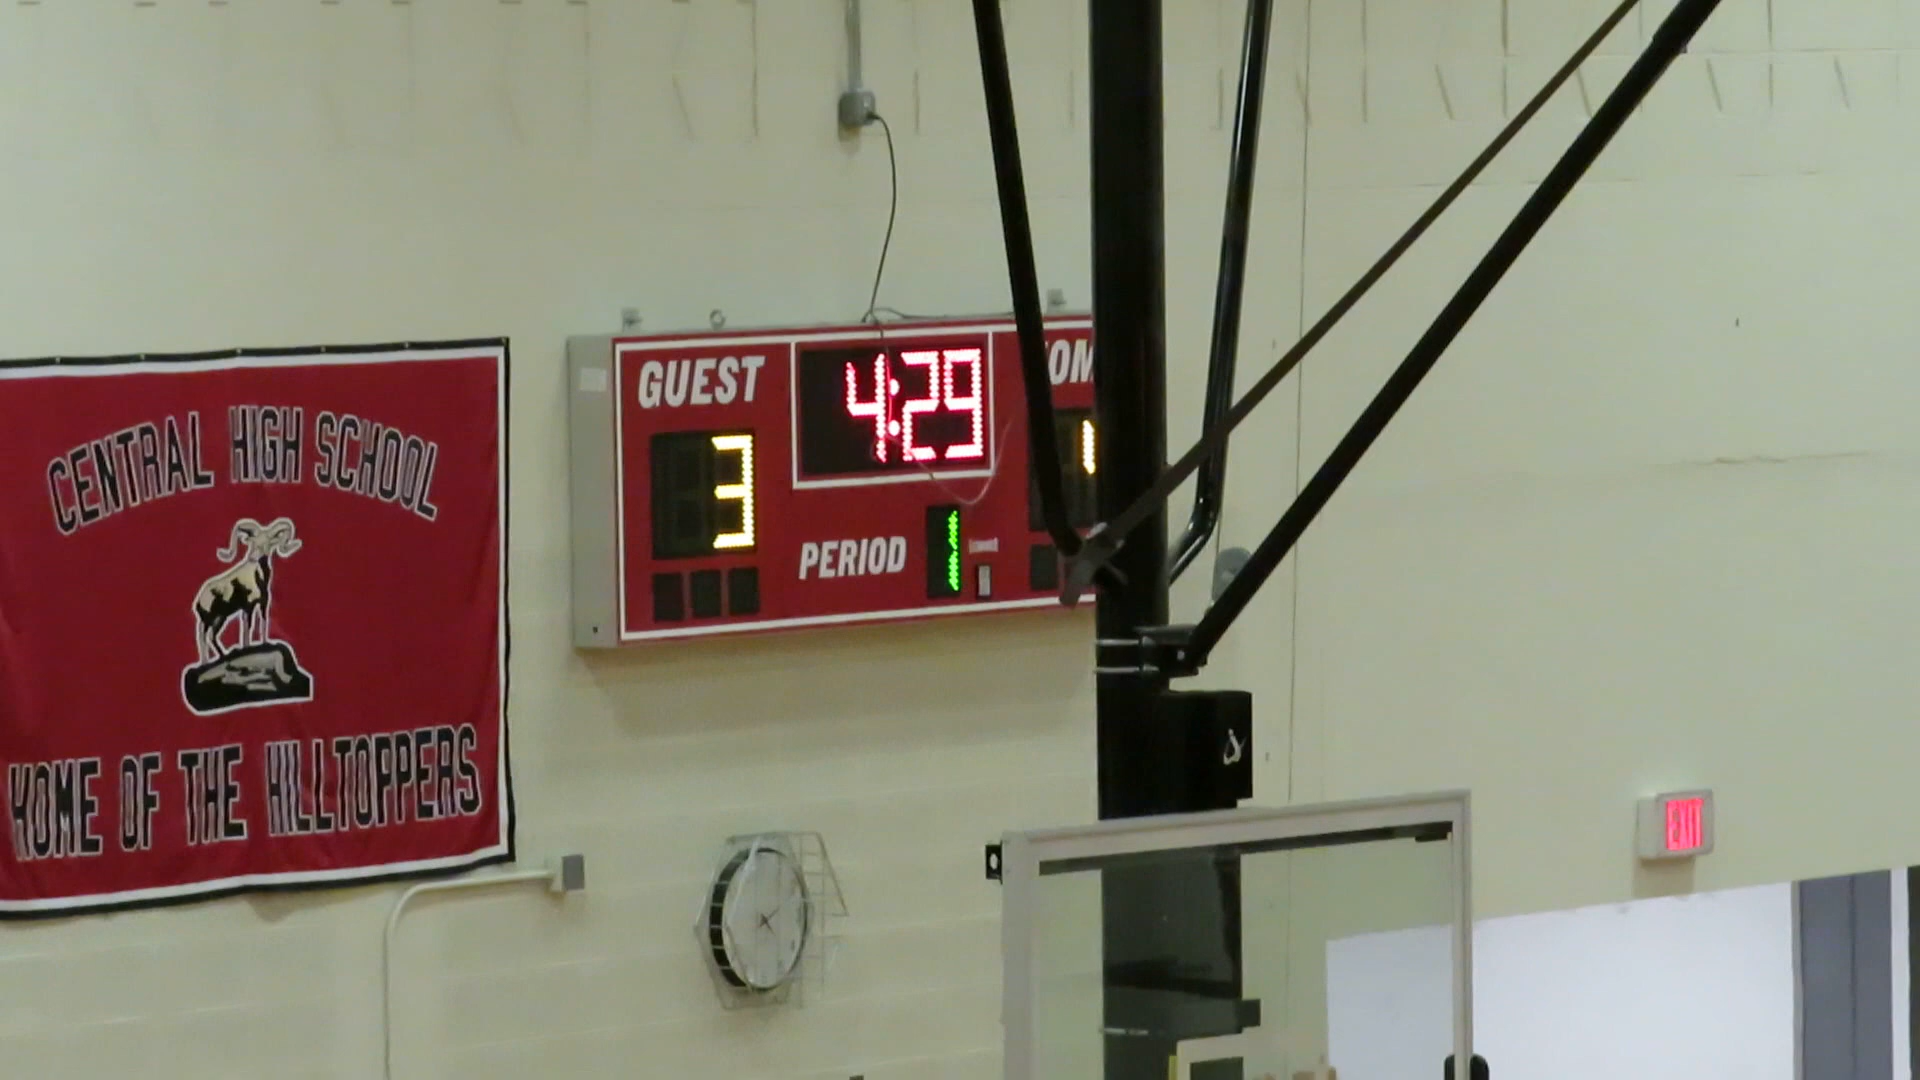 CENTRAL HIGH SCHOOL
HOME OF THE HILLTOPPERS
GUEST
4:29
3
PERIOD
1
EXIT